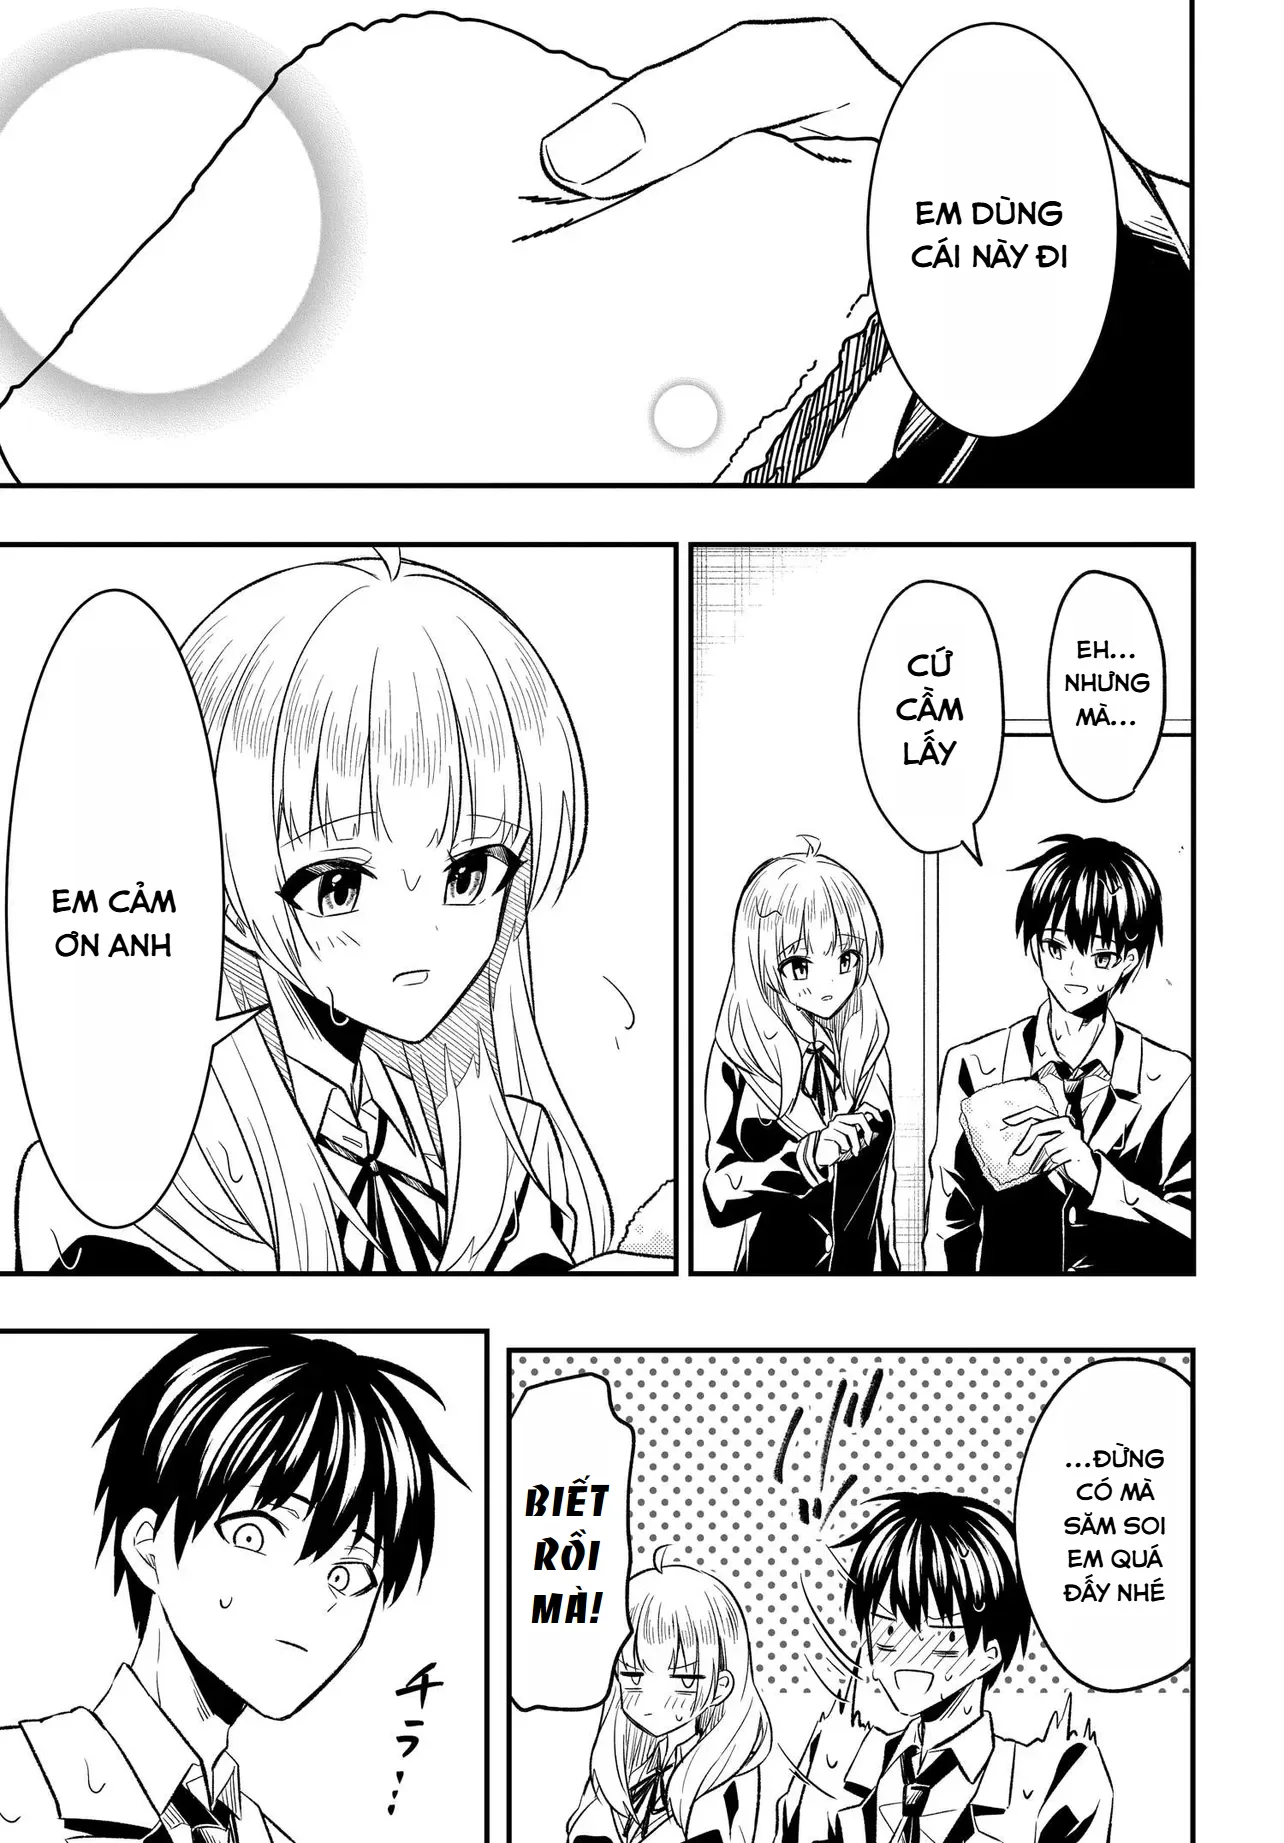 EM DÙNG
CÁI NÀY ĐI
EH...
NHƯNG
MÀ...
CỨ
CẦM
LẤY
EM CẢM
ƠN ANH
...ĐỪNG
CÓ MÀ
SĂM SOI
EM QUÁ
ĐẤY NHÉ
BIẾT
RỒI
MÀ!
チラ...